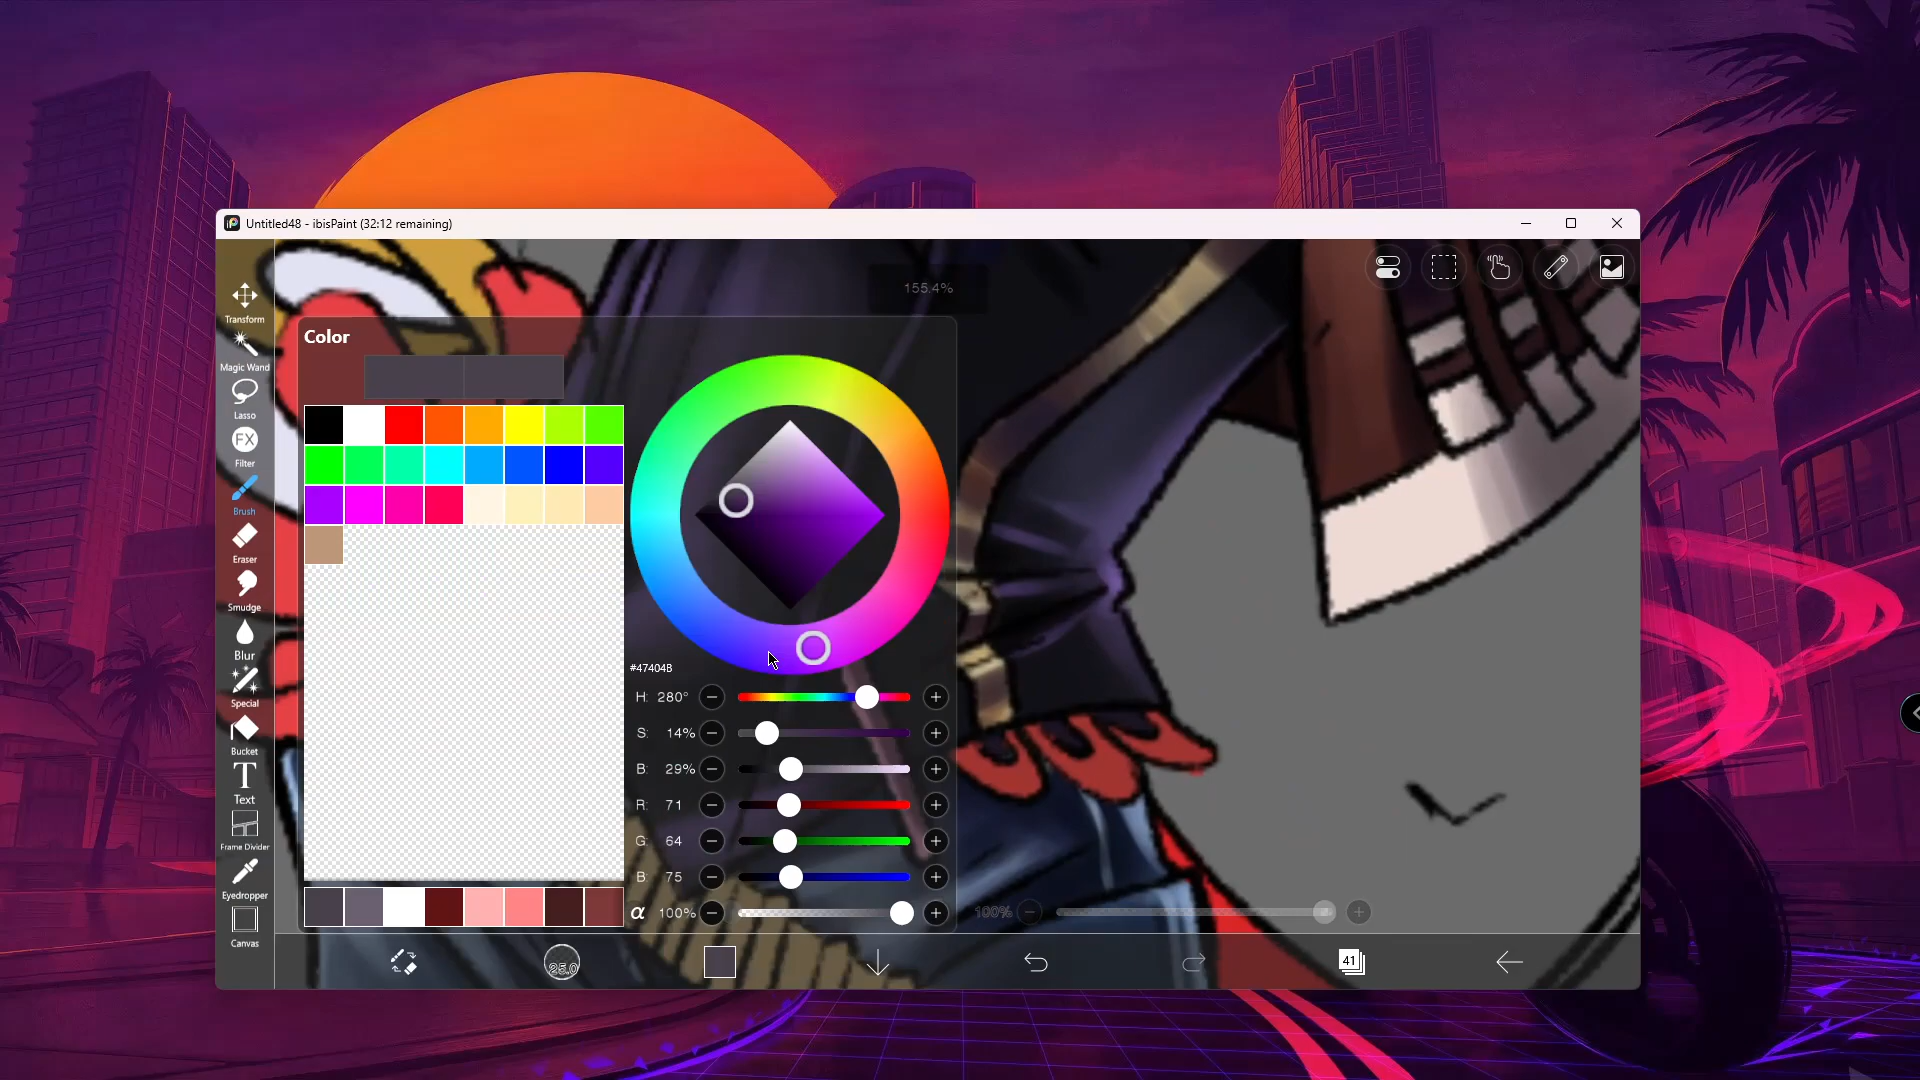 Untitled48 - ibisPaint (32:12 remaining)
155.4%
Transform
Magic Wand
Lasso
FX
Filter
Brush
Eraser
Smudge
Blur
Special
Bucket
T
Text
Frame Divider
Eyedropper
Canvas
Color
#47404B
H: 280°
S: 14%
B: 29%
R: 71
G: 64
B: 75
α 100%
100%
25.0
41